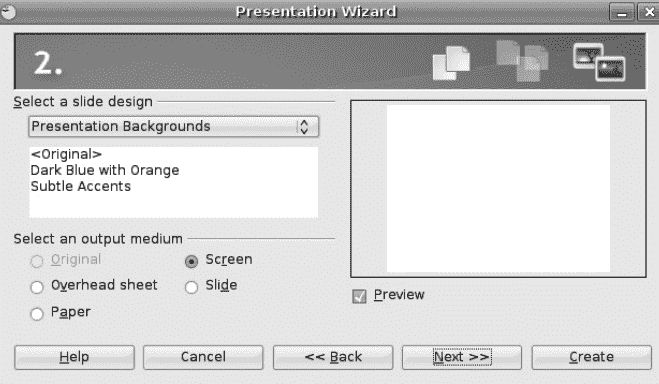 Presentation Wizard
2.
Select a slide design
Presentation Backgrounds
<Original>
Dark Blue with Orange
Subtle Accents
Select an output medium
Original
Screen
Overhead sheet
Slide
Paper
Preview
Help
Cancel
<< Back
Next >>
Create